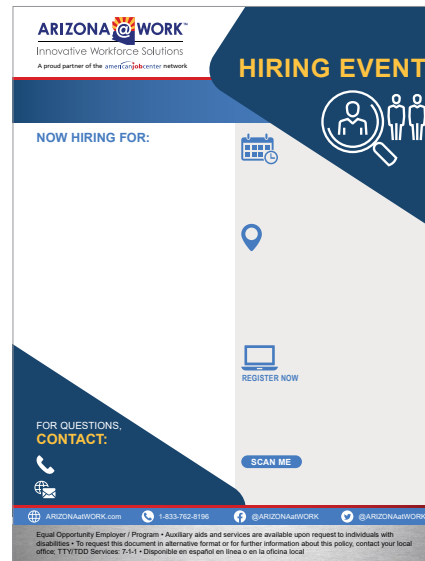 ARIZONA@WORK™
Innovative Workforce Solutions
A proud partner of the americanjobcenter network
HIRING EVENT
NOW HIRING FOR:
REGISTER NOW
FOR QUESTIONS,
CONTACT:
SCAN ME
ARIZONAatWORK.com 1-833-762-8196 @ARIZONAatWORK @ARIZONAatWORK
Equal Opportunity Employer / Program • Auxiliary aids and services are available upon request to individuals with
disabilities • To request this document in alternative format or for further information about this policy, contact your local
office; TTY/TDD Services: 7-1-1 • Disponible en español en línea o en la oficina local